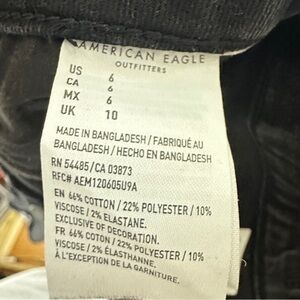 AMERICAN EAGLE
OUTFITTERS
US 6
CA 6
MX 6
UK 10
MADE IN BANGLADESH / FABRIQUÉ AU
BANGLADESH / HECHO EN BANGLADESH
RN 54485/CA 03873
RFC# AEM120605U9A
EN 66% COTTON / 22% POLYESTER / 10%
VISCOSE / 2% ELASTANE.
EXCLUSIVE OF DECORATION.
FR 66% COTON / 22% POLYESTER / 10%
VISCOSE / 2% ÉLASTHANNE.
À L'EXCEPTION DE LA GARNITURE.